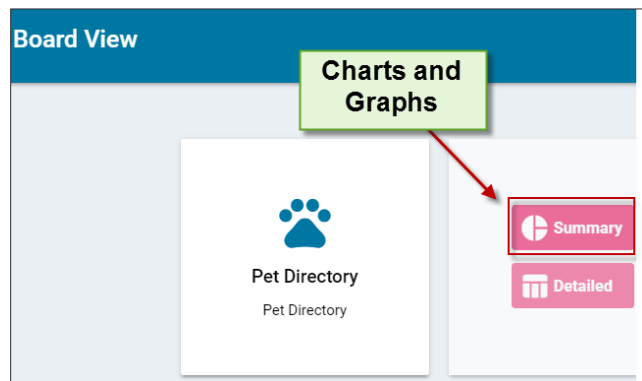 Board View
Charts and
Graphs
Summary
Pet Directory
Detailed
Pet Directory